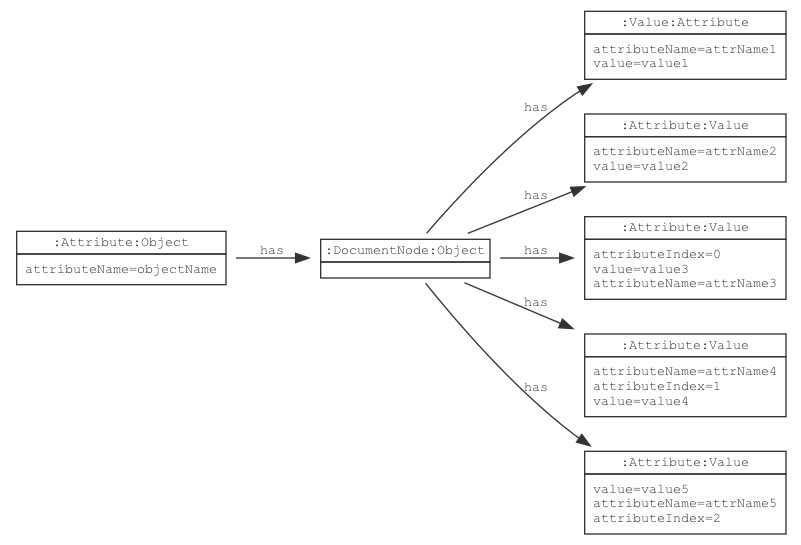 :Value:Attribute
attributeName=attrName1
value=value1
has
:Attribute:Value
attributeName=attrName2
value=value2
has
:Attribute:Object
attributeName=objectName
has
:DocumentNode:Object
has
:Attribute:Value
attributeIndex=0
value=value3
attributeName=attrName3
has
:Attribute:Value
attributeName=attrName4
attributeIndex=1
value=value4
has
:Attribute:Value
value=value5
attributeName=attrName5
attributeIndex=2